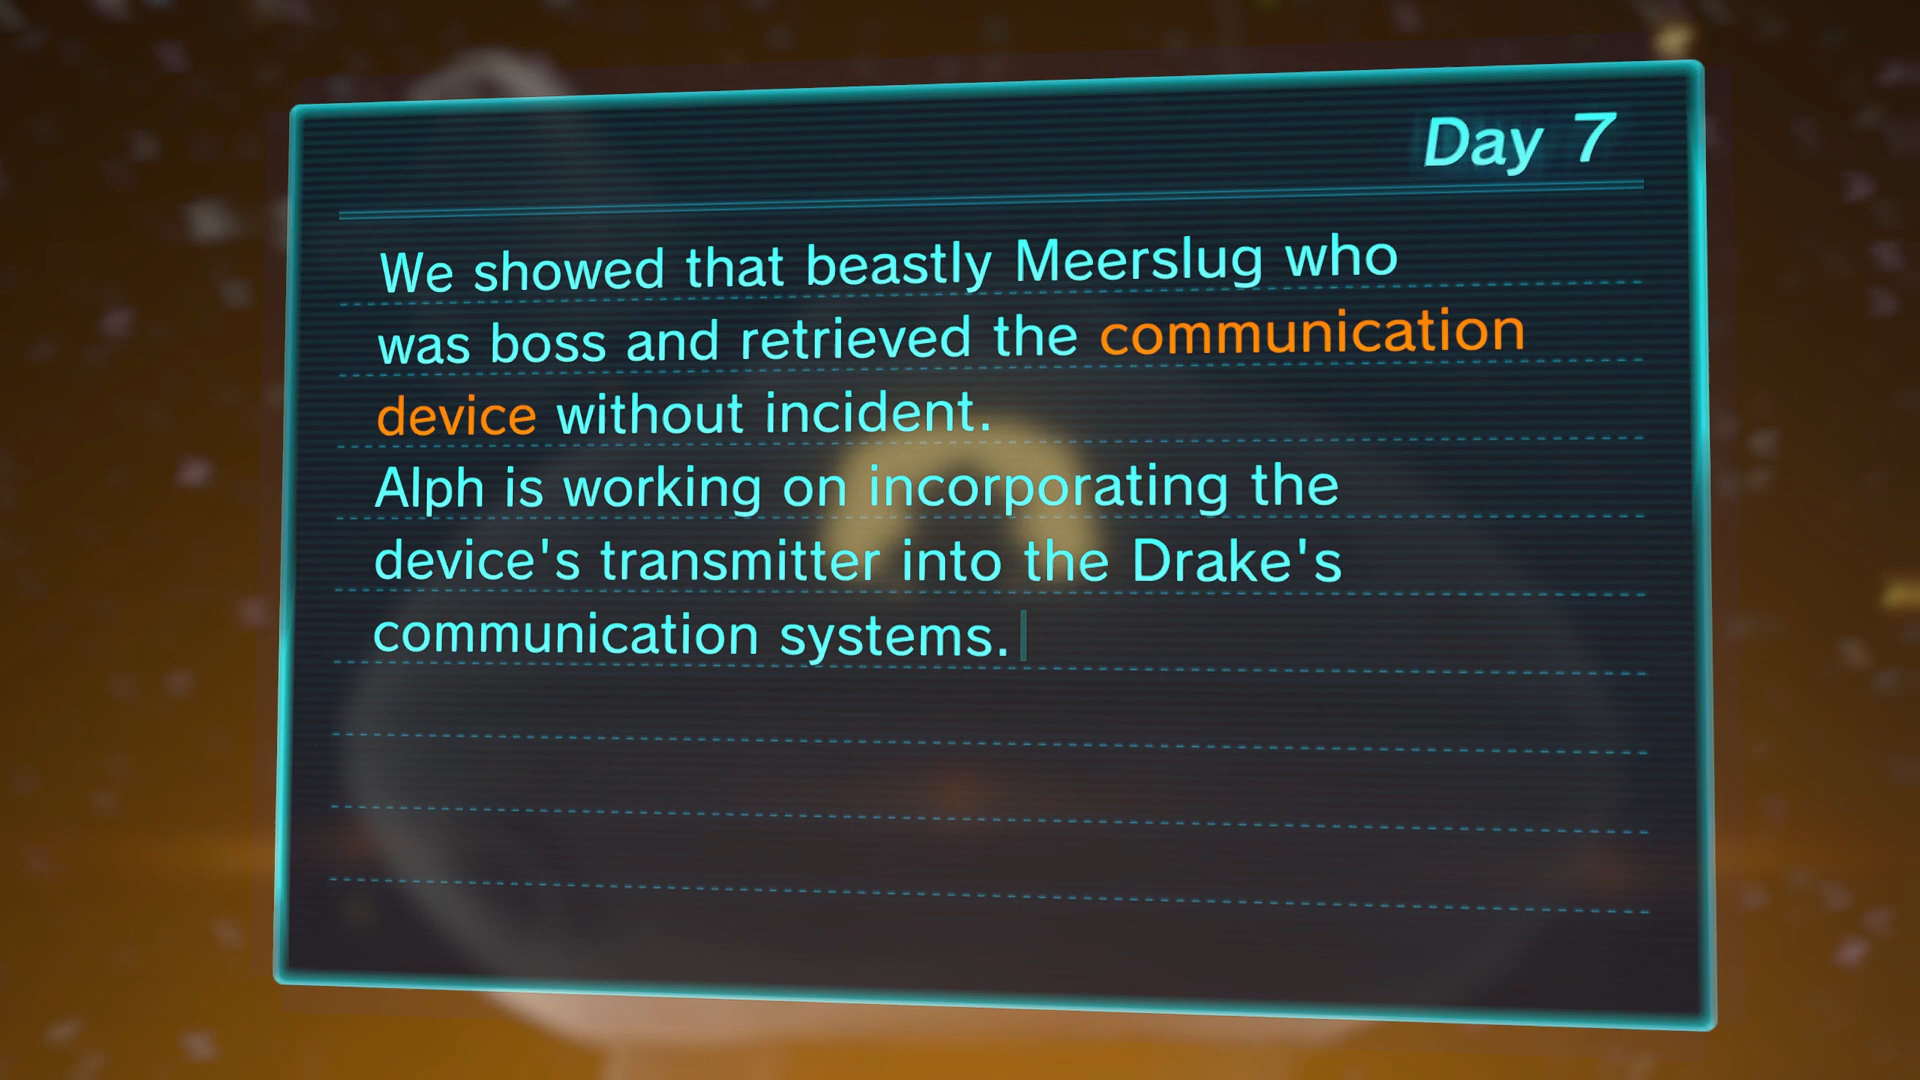 Day 7
We showed that beastly Meerslug who
was boss and retrieved the communication
device without incident.
Alph is working on incorporating the
device's transmitter into the Drake's
communication systems.